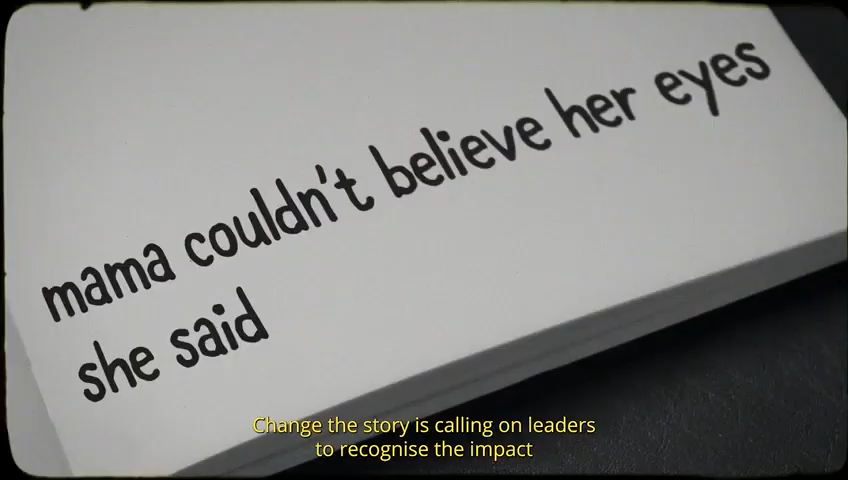 mama couldn't believe her eyes
she said
Change the story is calling on leaders
to recognise the impact